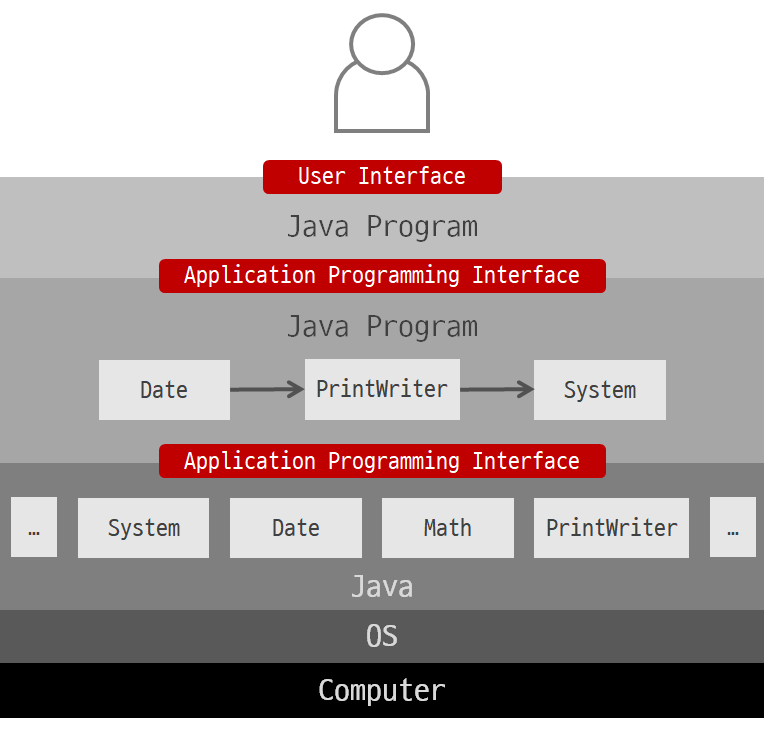 User Interface
Java Program
Application Programming Interface
Java Program
Date
PrintWriter
System
Application Programming Interface
…
System
Date
Math
PrintWriter
…
Java
OS
Computer